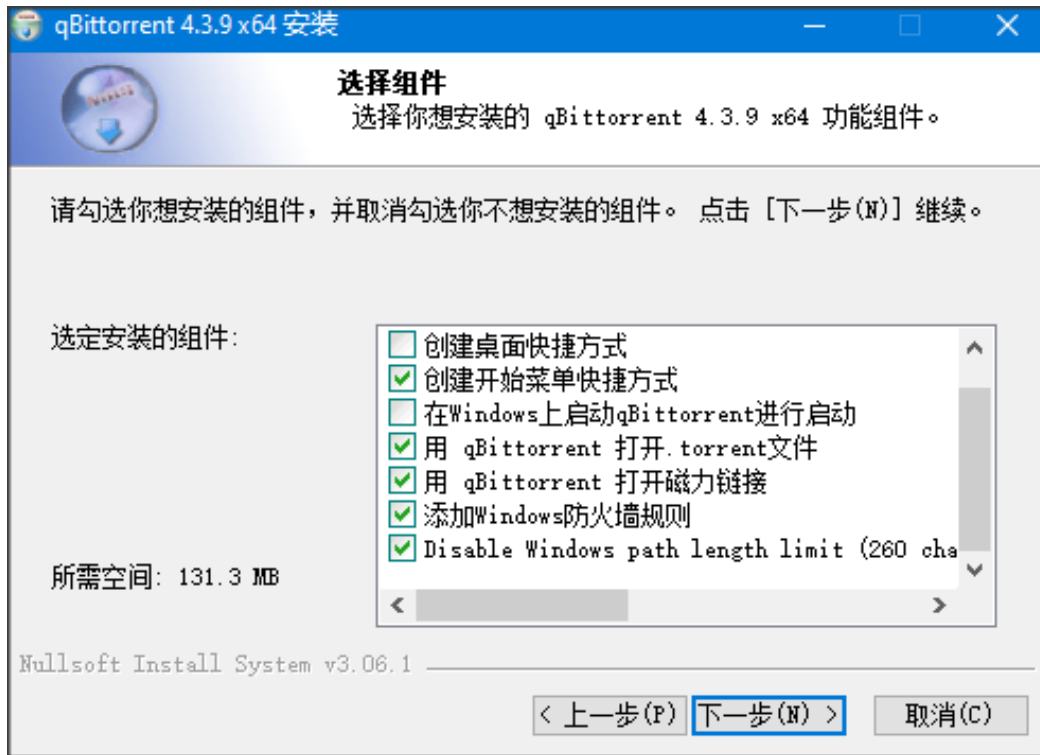 qBittorrent 4.3.9 x64 安装
选择组件
选择你想安装的 qBittorrent 4.3.9 x64 功能组件。
请勾选你想安装的组件，并取消勾选你不想安装的组件。 点击 [下一步(N)] 继续。
选定安装的组件:
创建桌面快捷方式
创建开始菜单快捷方式
在Windows上启动qBittorrent进行启动
用 qBittorrent 打开.torrent文件
用 qBittorrent 打开磁力链接
添加Windows防火墙规则
Disable Windows path length limit (260 cha
所需空间: 131.3 MB
Nullsoft Install System v3.06.1
< 上一步(P) 下一步(N) > 取消(C)